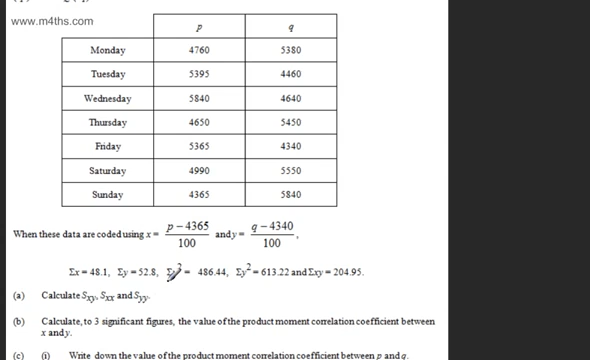 www.m4ths.com
p q
Monday 4760 5380
Tuesday 5395 4460
Wednesday 5840 4640
Thursday 4650 5450
Friday 5365 4340
Saturday 4990 5550
Sunday 4365 5840
When these data are coded using x = (p – 4365)/100 and y = (q – 4340)/100,
Σx = 48.1, Σy = 52.8, Σx² = 486.44, Σy² = 613.22 and Σxy = 204.95.
(a) Calculate Sxy, Sxx and Syy.
(b) Calculate, to 3 significant figures, the value of the product moment correlation coefficient between
x and y.
(c) (i) Write down the value of the product moment correlation coefficient between p and q.